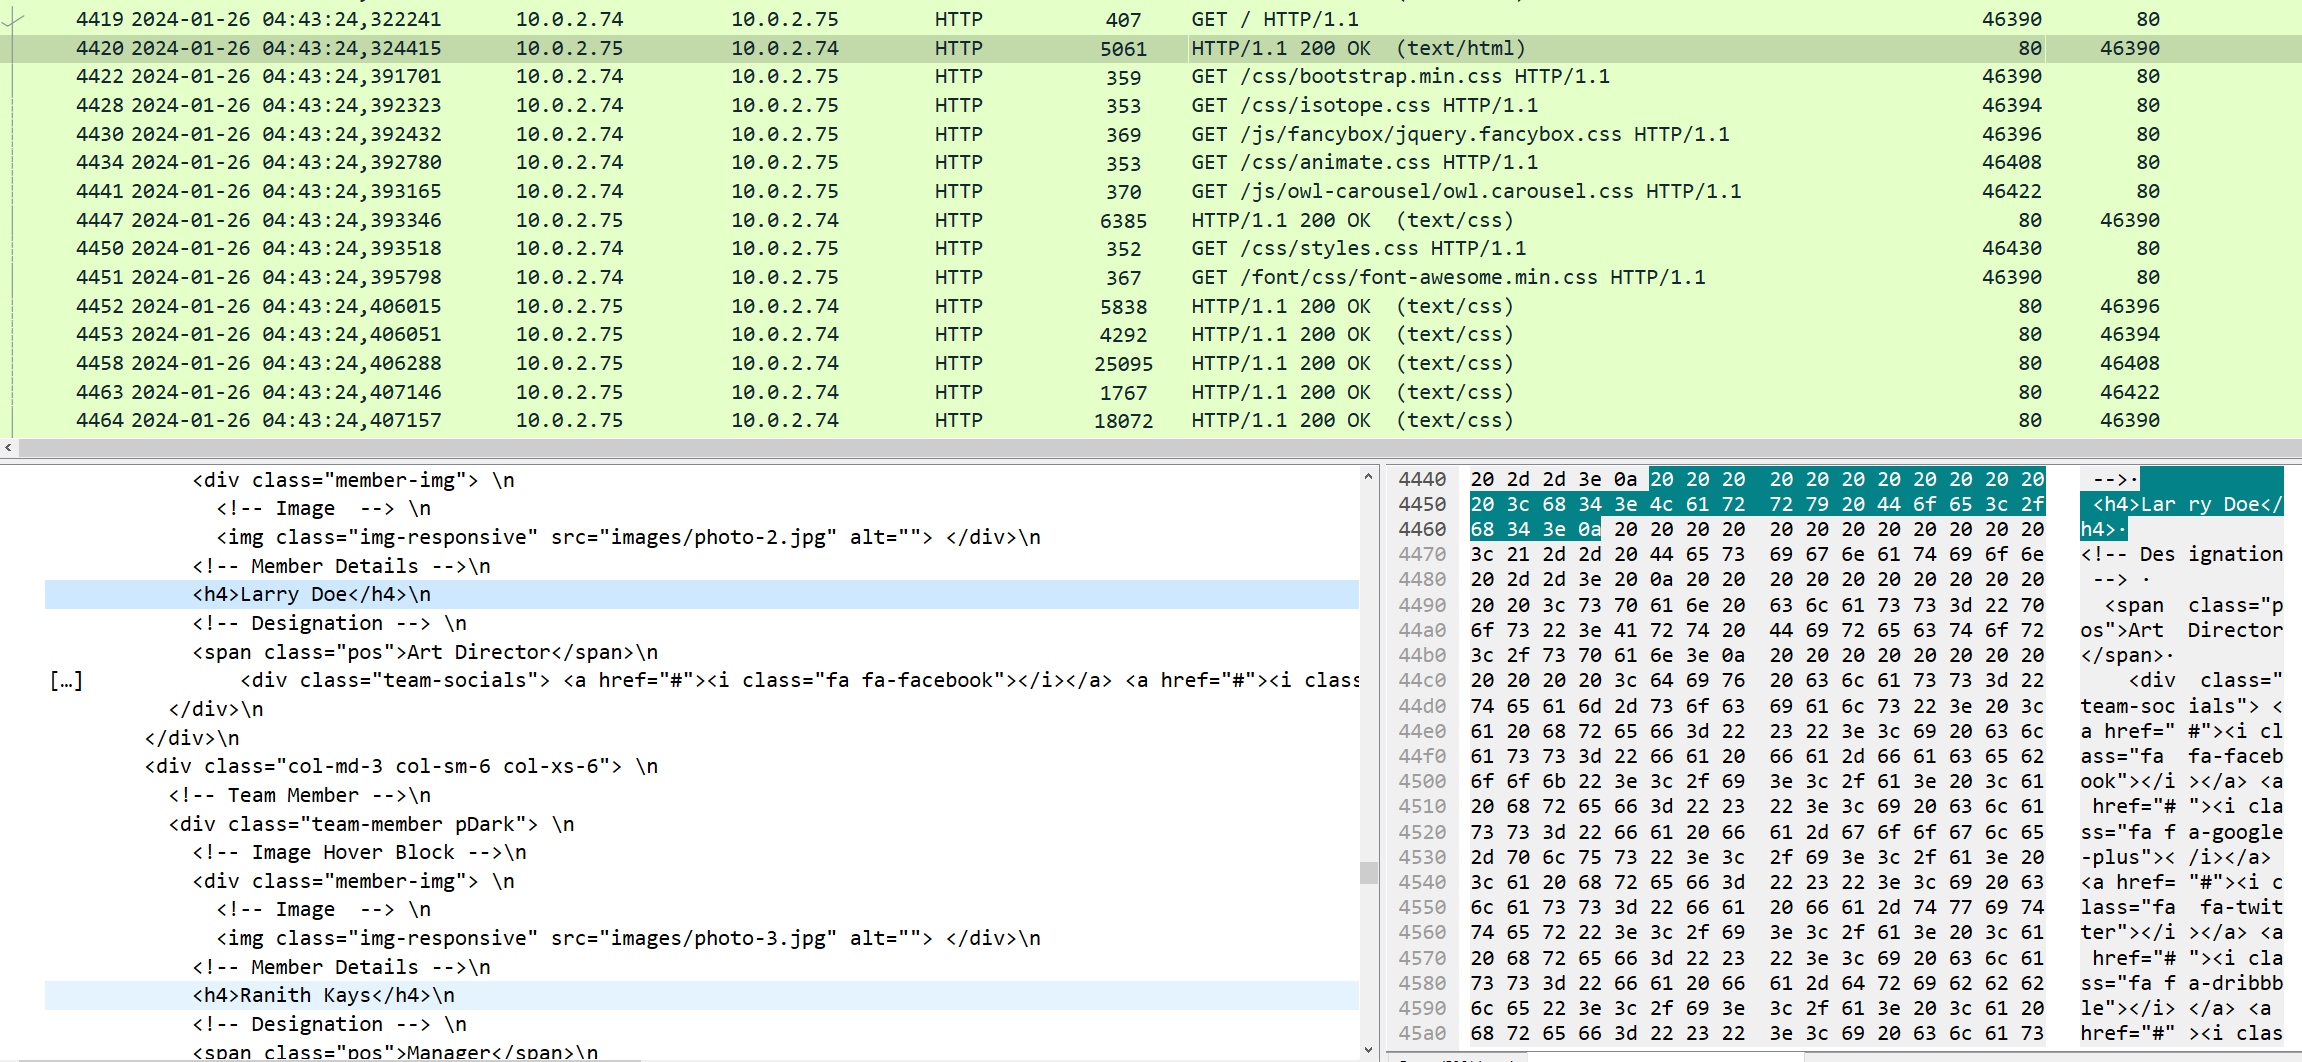 4419 2024-01-26 04:43:24,322241 10.0.2.74 10.0.2.75 HTTP 407 GET / HTTP/1.1 46390 80
4420 2024-01-26 04:43:24,324415 10.0.2.75 10.0.2.74 HTTP 5061 HTTP/1.1 200 OK (text/html) 80 46390
4422 2024-01-26 04:43:24,391701 10.0.2.74 10.0.2.75 HTTP 359 GET /css/bootstrap.min.css HTTP/1.1 46390 80
4428 2024-01-26 04:43:24,392323 10.0.2.74 10.0.2.75 HTTP 353 GET /css/isotope.css HTTP/1.1 46394 80
4430 2024-01-26 04:43:24,392432 10.0.2.74 10.0.2.75 HTTP 369 GET /js/fancybox/jquery.fancybox.css HTTP/1.1 46396 80
4434 2024-01-26 04:43:24,392780 10.0.2.74 10.0.2.75 HTTP 353 GET /css/animate.css HTTP/1.1 46408 80
4441 2024-01-26 04:43:24,393165 10.0.2.74 10.0.2.75 HTTP 370 GET /js/owl-carousel/owl.carousel.css HTTP/1.1 46422 80
4447 2024-01-26 04:43:24,393346 10.0.2.75 10.0.2.74 HTTP 6385 HTTP/1.1 200 OK (text/css) 80 46390
4450 2024-01-26 04:43:24,393518 10.0.2.74 10.0.2.75 HTTP 352 GET /css/styles.css HTTP/1.1 46430 80
4451 2024-01-26 04:43:24,395798 10.0.2.74 10.0.2.75 HTTP 367 GET /font/css/font-awesome.min.css HTTP/1.1 46390 80
4452 2024-01-26 04:43:24,406015 10.0.2.75 10.0.2.74 HTTP 5838 HTTP/1.1 200 OK (text/css) 80 46396
4453 2024-01-26 04:43:24,406051 10.0.2.75 10.0.2.74 HTTP 4292 HTTP/1.1 200 OK (text/css) 80 46394
4458 2024-01-26 04:43:24,406288 10.0.2.75 10.0.2.74 HTTP 25095 HTTP/1.1 200 OK (text/css) 80 46408
4463 2024-01-26 04:43:24,407146 10.0.2.75 10.0.2.74 HTTP 1767 HTTP/1.1 200 OK (text/css) 80 46422
4464 2024-01-26 04:43:24,407157 10.0.2.75 10.0.2.74 HTTP 18072 HTTP/1.1 200 OK (text/css) 80 46390
<div class="member-img"> \n
<!-- Image  --> \n
<img class="img-responsive" src="images/photo-2.jpg" alt=""> </div>\n
<!-- Member Details -->\n
<h4>Larry Doe</h4>\n
<!-- Designation --> \n
<span class="pos">Art Director</span>\n
[…] <div class="team-socials"> <a href="#"><i class="fa fa-facebook"></i></a> <a href="#"><i clas
</div>\n
</div>\n
<div class="col-md-3 col-sm-6 col-xs-6"> \n
<!-- Team Member -->\n
<div class="team-member pDark"> \n
<!-- Image Hover Block -->\n
<div class="member-img"> \n
<!-- Image  --> \n
<img class="img-responsive" src="images/photo-3.jpg" alt=""> </div>\n
<!-- Member Details -->\n
<h4>Ranith Kays</h4>\n
<!-- Designation --> \n
<span class="pos">Manager</span>\n
4440 20 2d 2d 3e 0a 20 20 20 20 20 20 20 20 20 20 20 -->·
4450 20 3c 68 34 3e 4c 61 72 72 79 20 44 6f 65 3c 2f <h4>Lar ry Doe</
4460 68 34 3e 0a 20 20 20 20 20 20 20 20 20 20 20 20 h4>·
4470 3c 21 2d 2d 20 44 65 73 69 67 6e 61 74 69 6f 6e <!-- Des ignation
4480 20 2d 2d 3e 20 0a 20 20 20 20 20 20 20 20 20 20 --> ·
4490 20 20 3c 73 70 61 6e 20 63 6c 61 73 73 3d 22 70 <span class="p
44a0 6f 73 22 3e 41 72 74 20 44 69 72 65 63 74 6f 72 os">Art Director
44b0 3c 2f 73 70 61 6e 3e 0a 20 20 20 20 20 20 20 20 </span>·
44c0 20 20 20 20 3c 64 69 76 20 63 6c 61 73 73 3d 22 <div class="
44d0 74 65 61 6d 2d 73 6f 63 69 61 6c 73 22 3e 20 3c team-soc ials"> <
44e0 61 20 68 72 65 66 3d 22 23 22 3e 3c 69 20 63 6c a href=" #"><i cl
44f0 61 73 73 3d 22 66 61 20 66 61 2d 66 61 63 65 62 ass="fa fa-faceb
4500 6f 6f 6b 22 3e 3c 2f 69 3e 3c 2f 61 3e 20 3c 61 ook"></i ></a> <a
4510 20 68 72 65 66 3d 22 23 22 3e 3c 69 20 63 6c 61 href="# "><i cla
4520 73 73 3d 22 66 61 20 66 61 2d 67 6f 6f 67 6c 65 ss="fa f a-google
4530 2d 70 6c 75 73 22 3e 3c 2f 69 3e 3c 2f 61 3e 20 -plus">< /i></a>
4540 3c 61 20 68 72 65 66 3d 22 23 22 3e 3c 69 20 63 <a href= "#"><i c
4550 6c 61 73 73 3d 22 66 61 20 66 61 2d 74 77 69 74 lass="fa fa-twit
4560 74 65 72 22 3e 3c 2f 69 3e 3c 2f 61 3e 20 3c 61 ter"></i ></a> <a
4570 20 68 72 65 66 3d 22 23 22 3e 3c 69 20 63 6c 61 href="# "><i cla
4580 73 73 3d 22 66 61 20 66 61 2d 64 72 69 62 62 62 ss="fa f a-dribbb
4590 6c 65 22 3e 3c 2f 69 3e 3c 2f 61 3e 20 3c 61 20 le"></i> </a> <a
45a0 68 72 65 66 3d 22 23 22 3e 3c 69 20 63 6c 61 73 href="#" ><i clas